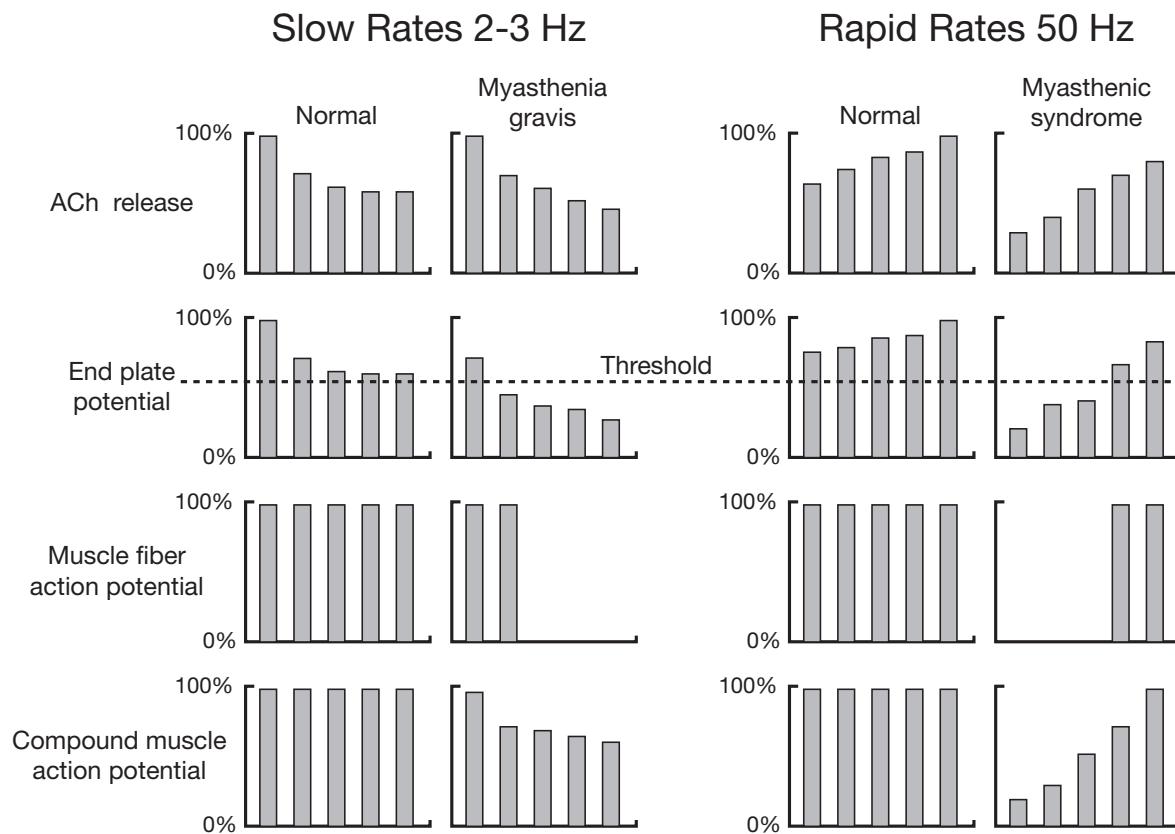 Slow Rates 2-3 Hz
Rapid Rates 50 Hz
Normal
Myasthenia
gravis
Normal
Myasthenic
syndrome
100%
ACh release
0%
100%
0%
100%
End plate
potential
0%
Threshold
100%
0%
100%
Muscle fiber
action potential
0%
100%
0%
100%
Compound muscle
action potential
0%
100%
0%